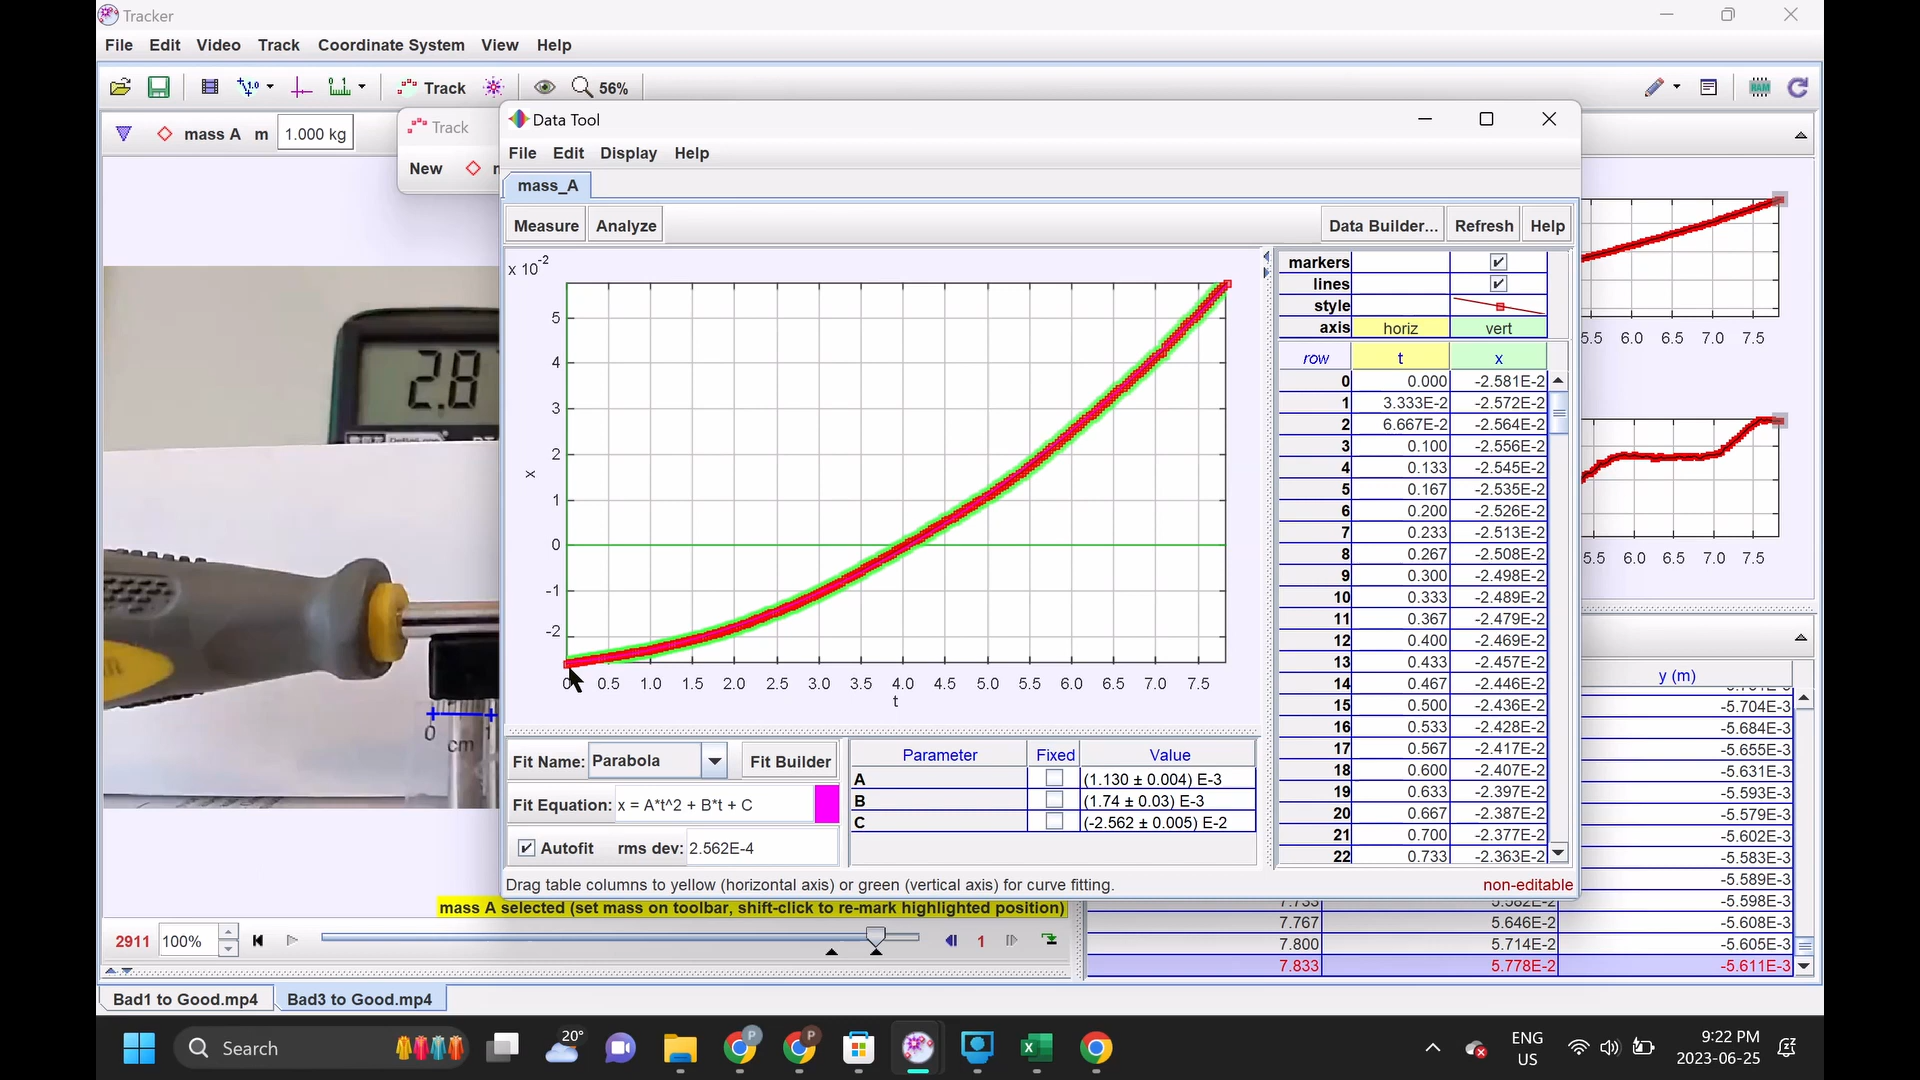 Tracker
File Edit Video Track Coordinate System View Help
Track 56%
mass A m 1.000 kg
Track
New
Data Tool
File Edit Display Help
mass_A
Measure Analyze Data Builder... Refresh Help
x 10-2
5
4
3
2
1
0
-1
-2
x
0 0.5 1.0 1.5 2.0 2.5 3.0 3.5 4.0 4.5 5.0 5.5 6.0 6.5 7.0 7.5
t
markers
lines
style
axis horiz vert
row t x
0 0.000 -2.581E-2
1 3.333E-2 -2.572E-2
2 6.667E-2 -2.564E-2
3 0.100 -2.556E-2
4 0.133 -2.545E-2
5 0.167 -2.535E-2
6 0.200 -2.526E-2
7 0.233 -2.513E-2
8 0.267 -2.508E-2
9 0.300 -2.498E-2
10 0.333 -2.489E-2
11 0.367 -2.479E-2
12 0.400 -2.469E-2
13 0.433 -2.457E-2
14 0.467 -2.446E-2
15 0.500 -2.436E-2
16 0.533 -2.428E-2
17 0.567 -2.417E-2
18 0.600 -2.407E-2
19 0.633 -2.397E-2
20 0.667 -2.387E-2
21 0.700 -2.377E-2
22 0.733 -2.363E-2
Fit Name: Parabola Fit Builder
Fit Equation: x = A*t^2 + B*t + C
Autofit rms dev: 2.562E-4
Parameter Fixed Value
A (1.130 ± 0.004) E-3
B (1.74 ± 0.03) E-3
C (-2.562 ± 0.005) E-2
Drag table columns to yellow (horizontal axis) or green (vertical axis) for curve fitting. non-editable
2.8
0 1
cm
5.5 6.0 6.5 7.0 7.5
5.5 6.0 6.5 7.0 7.5
y (m)
-5.704E-3
-5.684E-3
-5.655E-3
-5.631E-3
-5.593E-3
-5.579E-3
-5.602E-3
-5.583E-3
-5.589E-3
7.733 5.582E-2 -5.598E-3
7.767 5.646E-2 -5.608E-3
7.800 5.714E-2 -5.605E-3
7.833 5.778E-2 -5.611E-3
mass A selected (set mass on toolbar, shift-click to re-mark highlighted position)
2911 100% 1
Bad1 to Good.mp4 Bad3 to Good.mp4
Search 20° ENG US 9:22 PM 2023-06-25